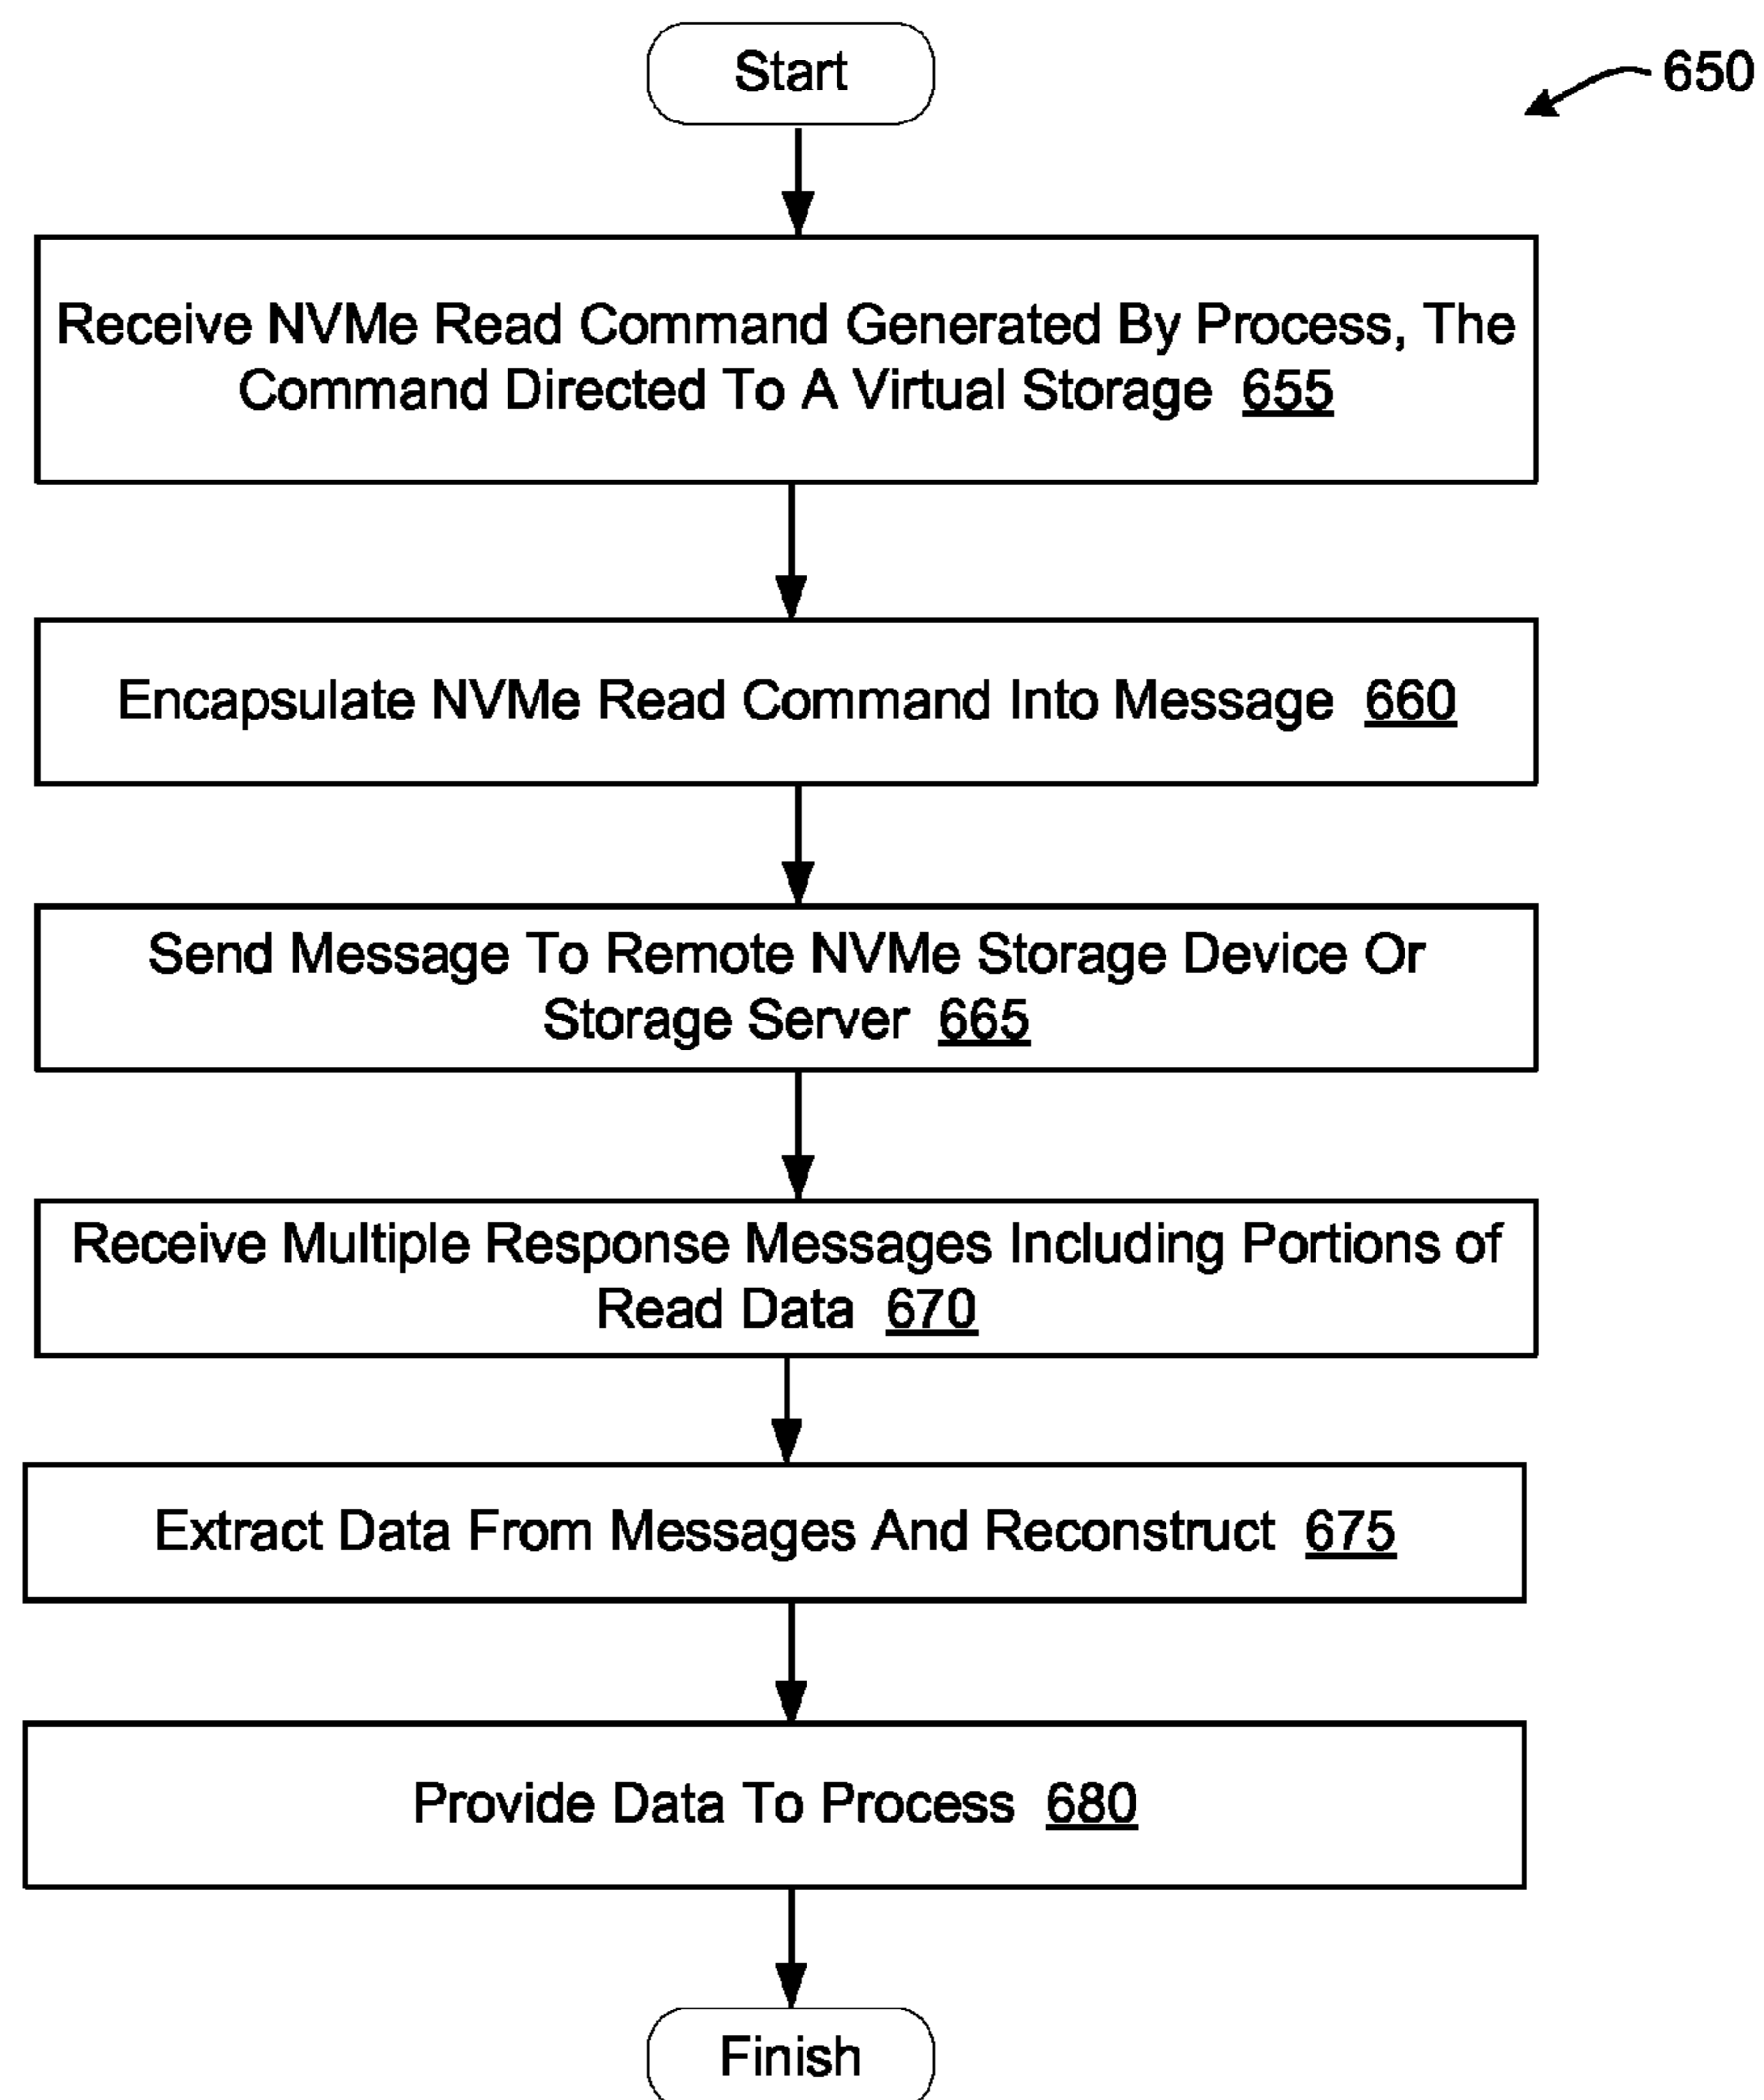 Start
650
Receive NVMe Read Command Generated By Process, The
Command Directed To A Virtual Storage 655
Encapsulate NVMe Read Command Into Message 660
Send Message To Remote NVMe Storage Device Or
Storage Server 665
Receive Multiple Response Messages Including Portions of
Read Data 670
Extract Data From Messages And Reconstruct 675
Provide Data To Process 680
Finish